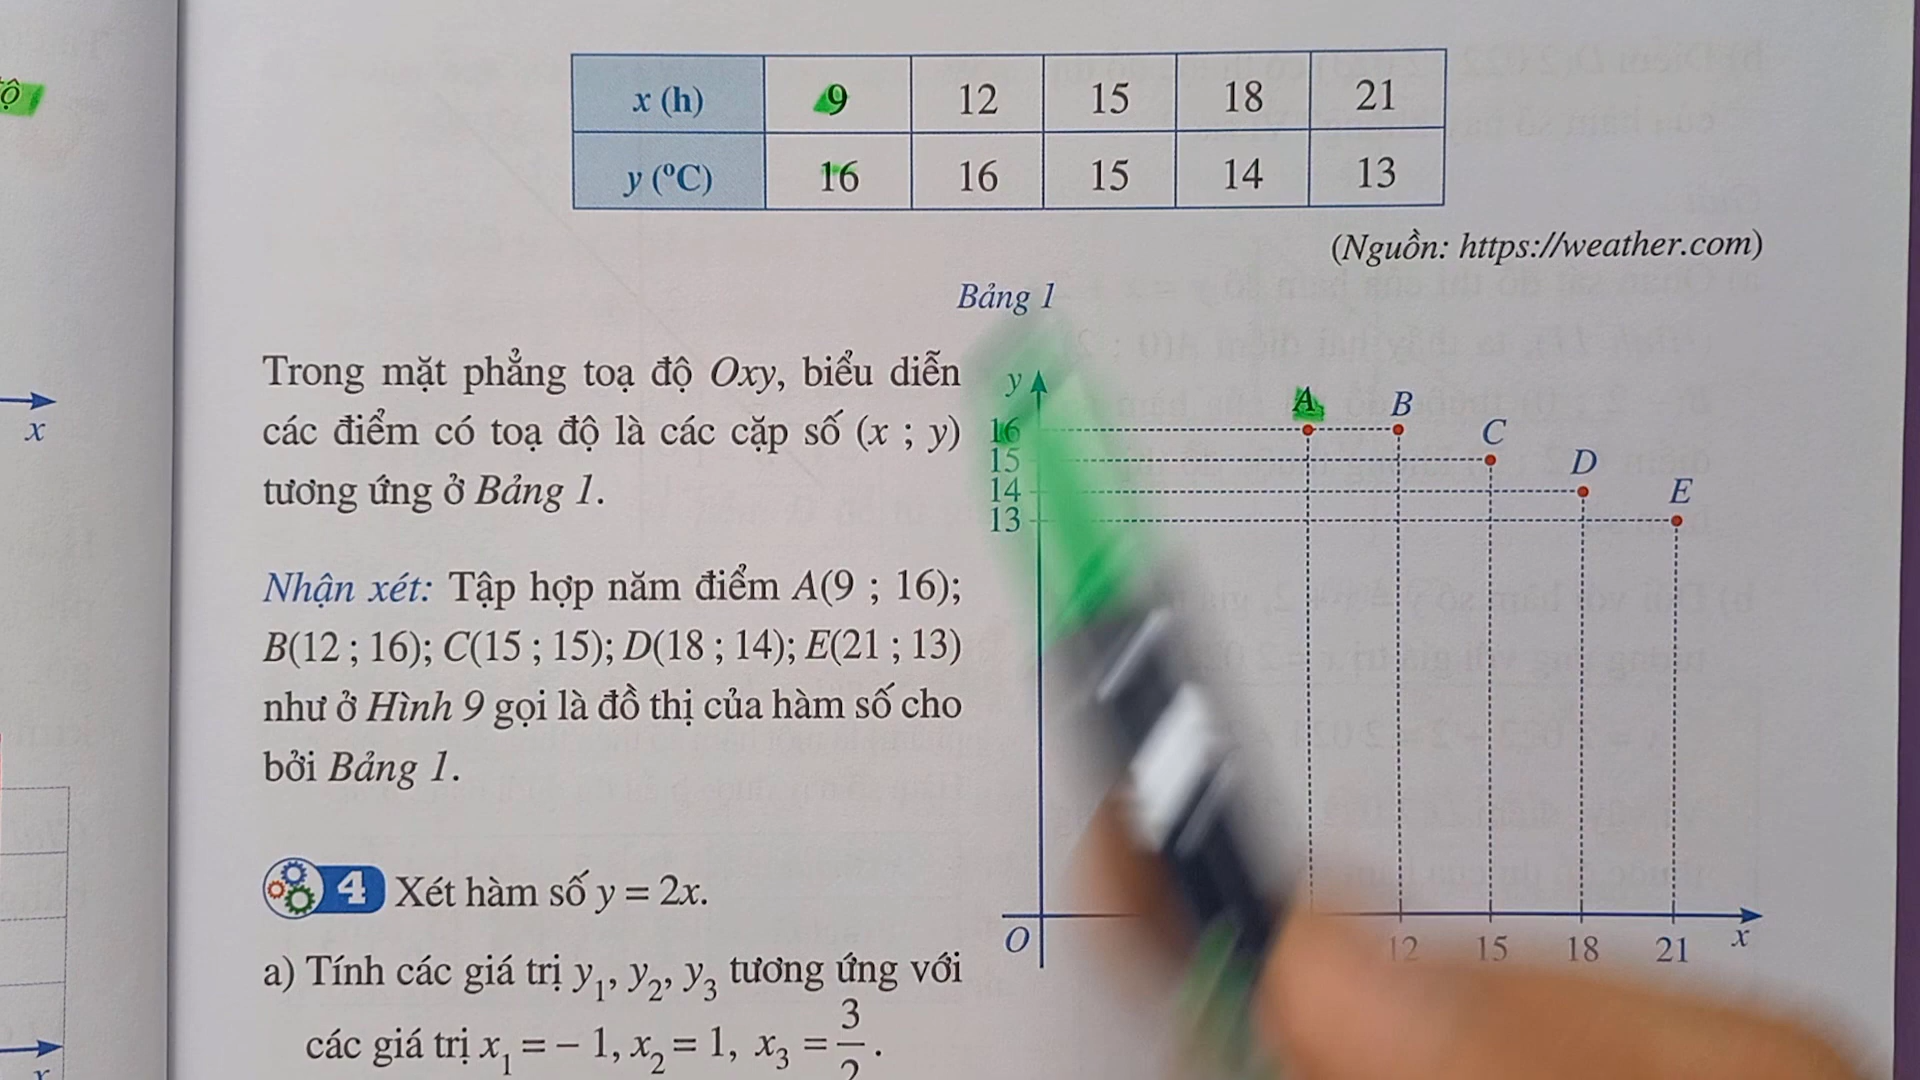 ộ
x (h) 9 12 15 18 21
y (°C) 16 16 15 14 13
(Nguồn: https://weather.com)
Bảng 1
x
Trong mặt phẳng toạ độ Oxy, biểu diễn
các điểm có toạ độ là các cặp số (x ; y)
tương ứng ở Bảng 1.
Nhận xét: Tập hợp năm điểm A(9 ; 16);
B(12 ; 16); C(15 ; 15); D(18 ; 14); E(21 ; 13)
như ở Hình 9 gọi là đồ thị của hàm số cho
bởi Bảng 1.
4 Xét hàm số y = 2x.
a) Tính các giá trị y₁, y₂, y₃ tương ứng với
các giá trị x₁ = – 1, x₂ = 1, x₃ = 3/2.
y
16
15
14
13
A B
C
D
E
O 12 15 18 21 x